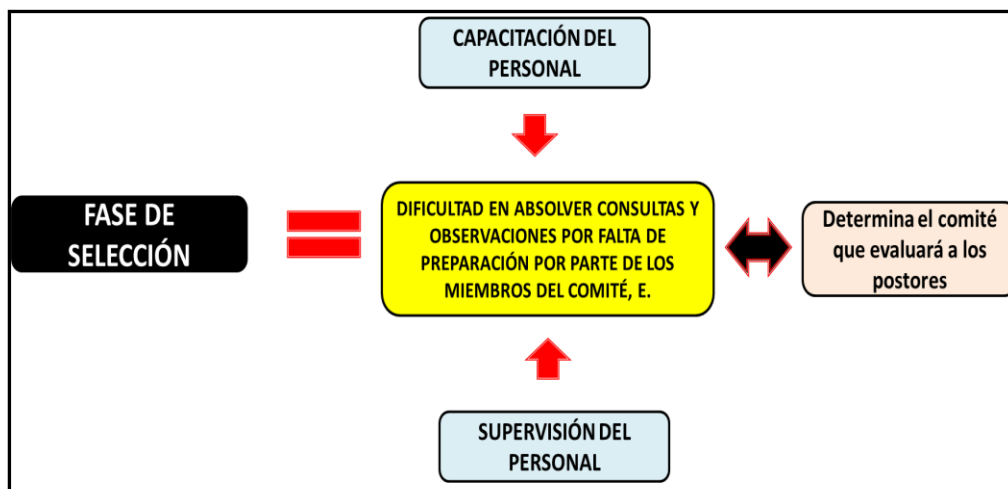 CAPACITACIÓN DEL
PERSONAL
FASE DE
SELECCIÓN
DIFICULTAD EN ABSOLVER CONSULTAS Y
OBSERVACIONES POR FALTA DE
PREPARACIÓN POR PARTE DE LOS
MIEMBROS DEL COMITÉ, E.
Determina el comité
que evaluará a los
postores
SUPERVISIÓN DEL
PERSONAL